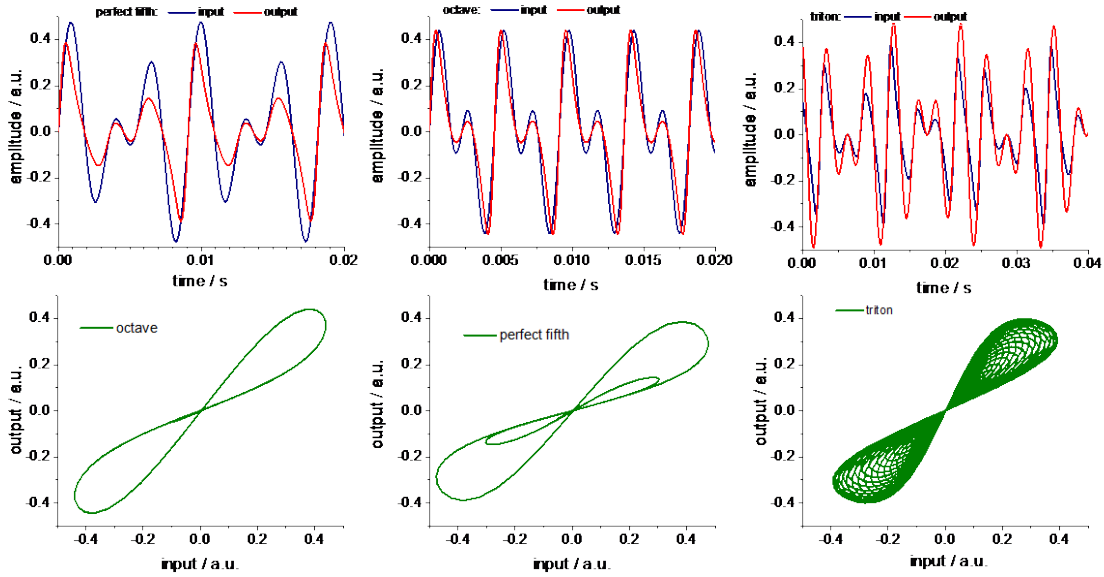 perfect fifth: input output
octave: input output
triton: input output
0.4
0.2
0.0
-0.2
-0.4
amplitude / a.u.
0.00 0.01 0.02
time / s
0.4
0.2
0.0
-0.2
-0.4
amplitude / a.u.
0.000 0.005 0.010 0.015 0.020
time / s
0.4
0.2
0.0
-0.2
-0.4
amplitude / a.u.
0.00 0.01 0.02 0.03 0.04
time / s
octave
0.4
0.2
0.0
-0.2
-0.4
output / a.u.
-0.4 -0.2 0.0 0.2 0.4
input / a.u.
perfect fifth
0.4
0.2
0.0
-0.2
-0.4
output / a.u.
-0.4 -0.2 0.0 0.2 0.4
input / a.u.
triton
0.4
0.2
0.0
-0.2
-0.4
output / a.u.
-0.4 -0.2 0.0 0.2 0.4
input / a.u.